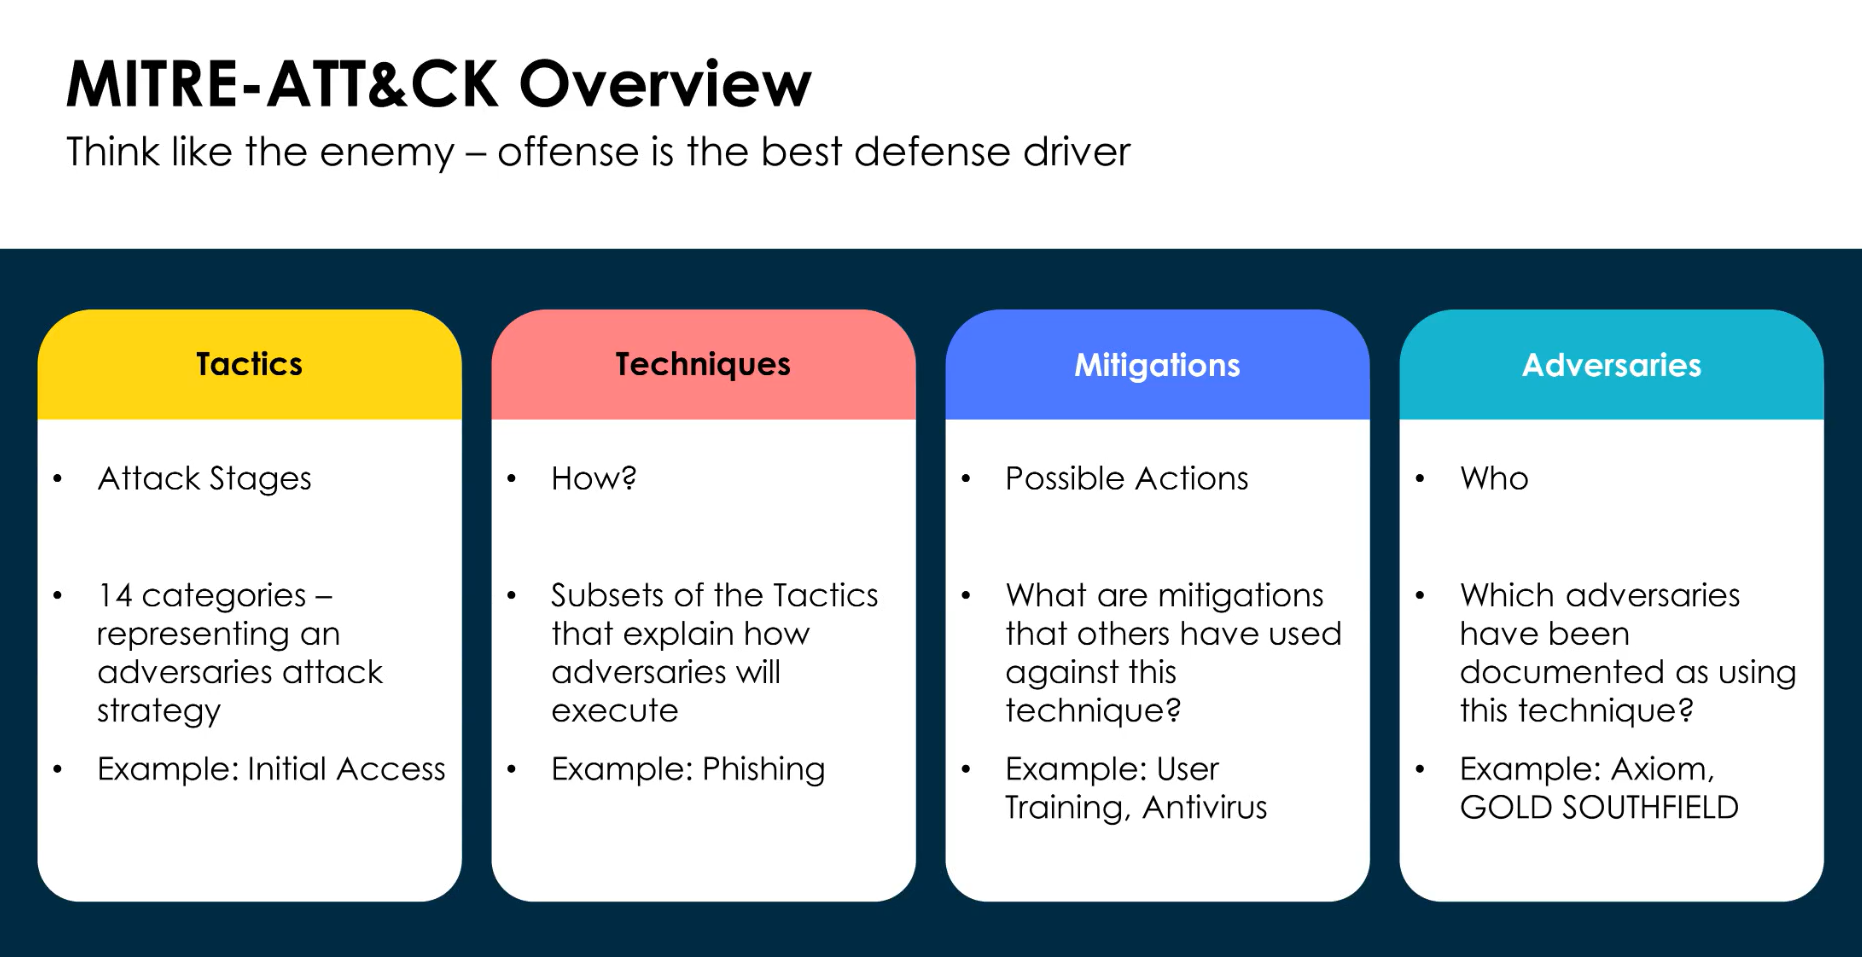 MITRE-ATT&CK Overview
Think like the enemy – offense is the best defense driver
Tactics
• Attack Stages
• 14 categories –
representing an
adversaries attack
strategy
• Example: Initial Access
Techniques
• How?
• Subsets of the Tactics
that explain how
adversaries will
execute
• Example: Phishing
Mitigations
• Possible Actions
• What are mitigations
that others have used
against this
technique?
• Example: User
Training, Antivirus
Adversaries
• Who
• Which adversaries
have been
documented as using
this technique?
• Example: Axiom,
GOLD SOUTHFIELD